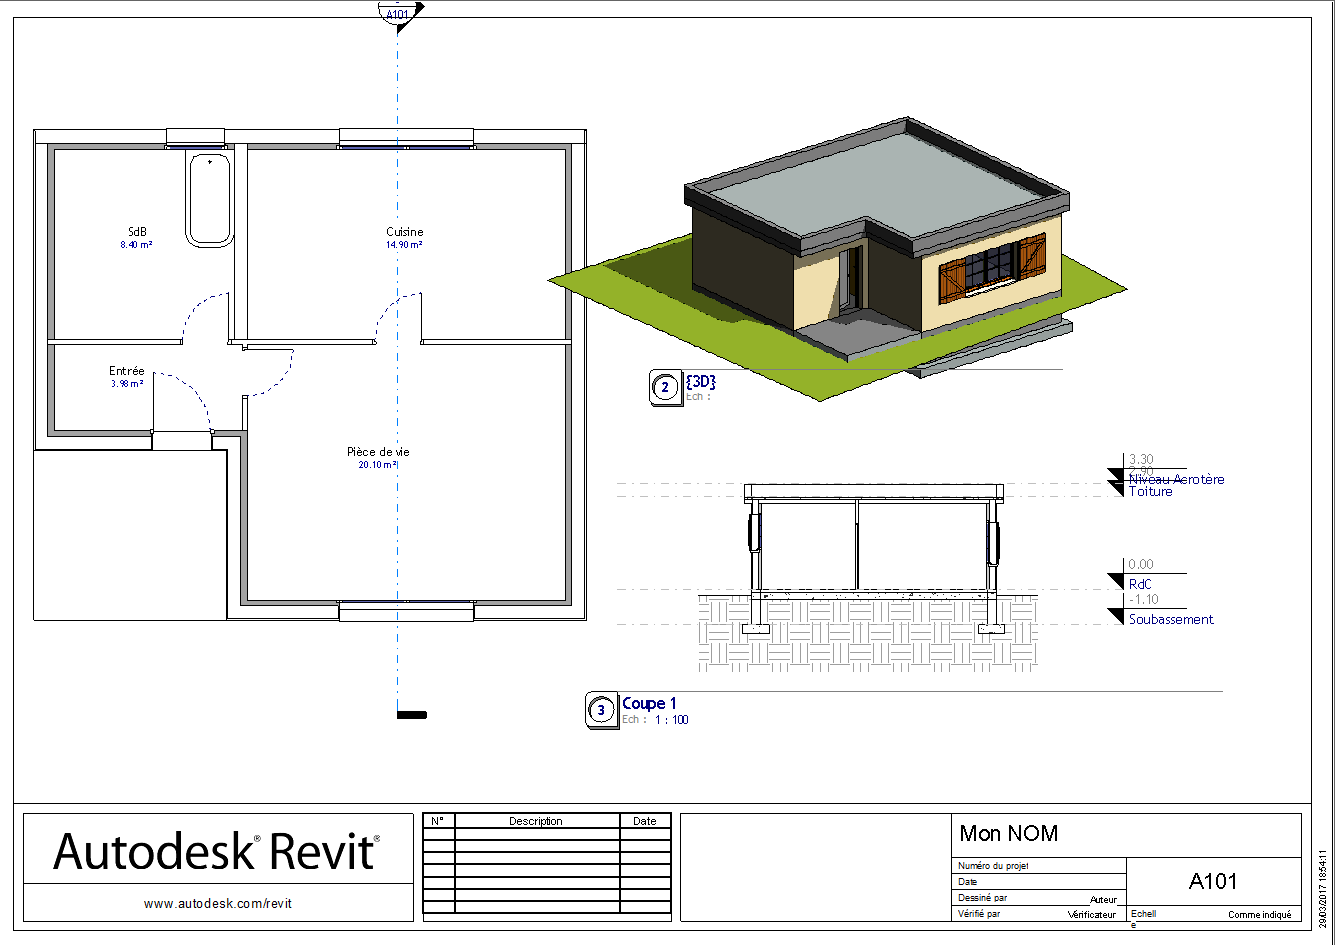 A101
SdB
8.40 m²
Cuisine
14.90 m²
Entrée
3.98 m²
Pièce de vie
20.10 m²
2
{3D}
Ech :
3.30
2.90
Niveau Acrotère
Toiture
0.00
RdC
-1.10
Soubassement
3
Coupe 1
Ech : 1 : 100
Autodesk® Revit®
www.autodesk.com/revit
N° Description Date
Mon NOM
Numéro du projet
Date
Dessiné par Auteur
Vérifié par Vérificateur
A101
Echell
e
Comme indiqué
29/03/2017 18:54:11